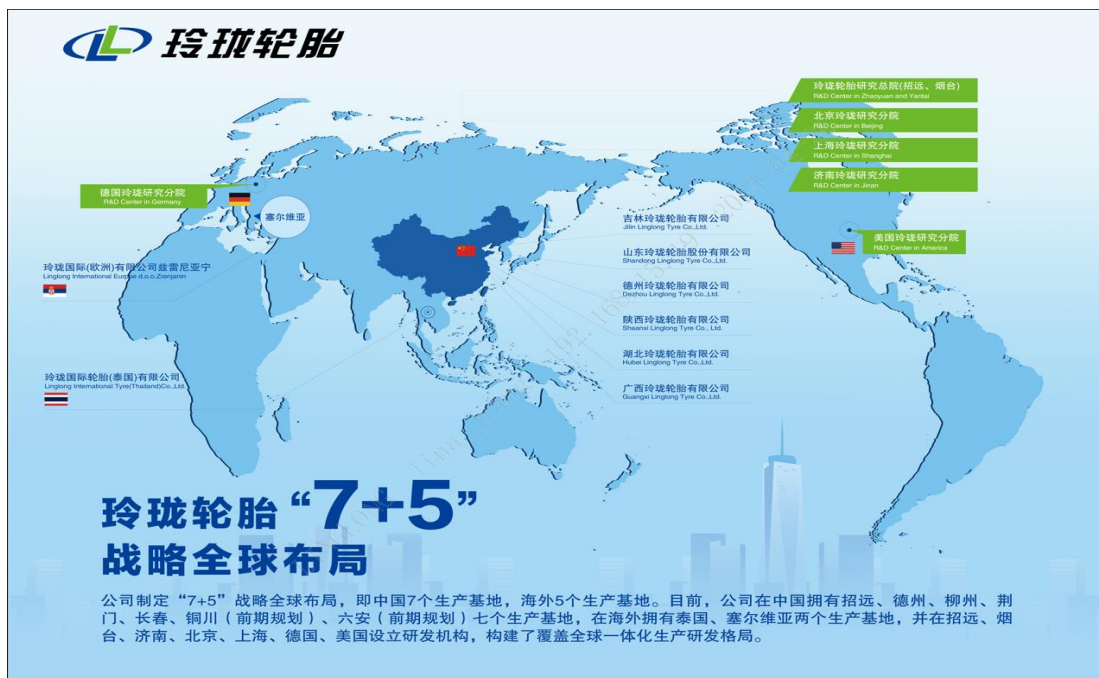 玲珑轮胎
玲珑轮胎研究总院(招远、烟台)
R&D Center in Zhaoyuan and Yantai
北京玲珑研究分院
R&D Center in Beijing
上海玲珑研究分院
R&D Center in Shanghai
济南玲珑研究分院
R&D Center in Jinan
德国玲珑研究分院
R&D Center in Germany
塞尔维亚
吉林玲珑轮胎有限公司
Jilin Linglong Tyre Co.,Ltd.
山东玲珑轮胎股份有限公司
Shandong Linglong Tyre Co.,Ltd.
美国玲珑研究分院
R&D Center in America
玲珑国际(欧洲)有限公司兹雷尼亚宁
Linglong International Europe d.o.o.Zrenjanin
德州玲珑轮胎有限公司
Dezhou Linglong Tyre Co.,Ltd.
陕西玲珑轮胎有限公司
Shaanxi Linglong Tyre Co., Ltd.
湖北玲珑轮胎有限公司
Hubei Linglong Tyre Co.,Ltd.
玲珑国际轮胎(泰国)有限公司
Linglong International Tyre(Thailand)Co.,Ltd.
广西玲珑轮胎有限公司
Guangxi Linglong Tyre Co.,Ltd.
玲珑轮胎“7+5”
战略全球布局
公司制定“7+5”战略全球布局，即中国7个生产基地，海外5个生产基地。目前，公司在中国拥有招远、德州、柳州、荆
门、长春、铜川（前期规划）、六安（前期规划）七个生产基地，在海外拥有泰国、塞尔维亚两个生产基地，并在招远、烟
台、济南、北京、上海、德国、美国设立研发机构，构建了覆盖全球一体化生产研发格局。